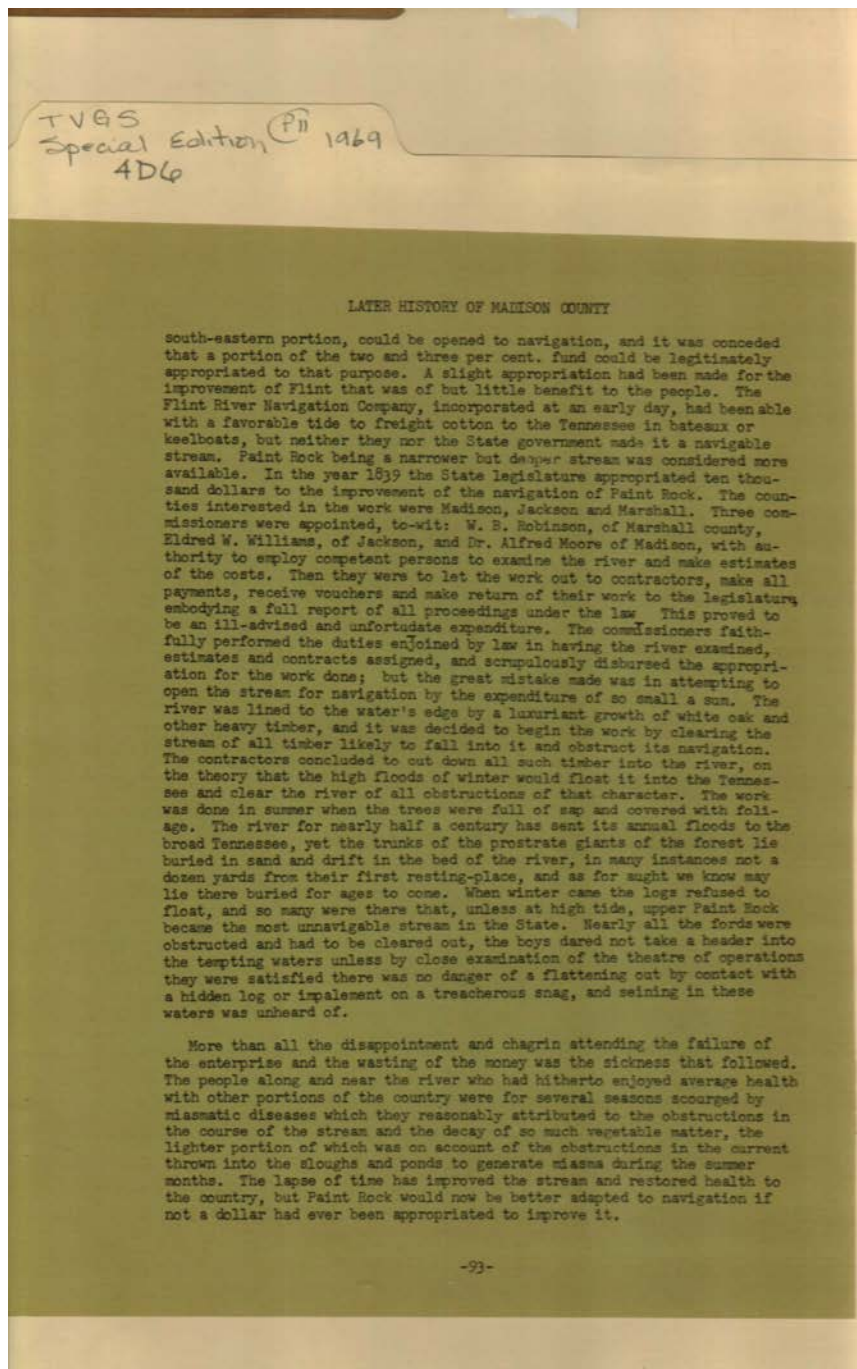 TVGS
Special Edition PII 1969
4D6
LATER HISTORY OF MADISON COUNTY
south-eastern portion, could be opened to navigation, and it was conceded
that a portion of the two and three per cent. fund could be legitimately
appropriated to that purpose. A slight appropriation had been made for the
improvement of Flint that was of but little benefit to the people. The
Flint River Navigation Company, incorporated at an early day, had been able
with a favorable tide to freight cotton to the Tennessee in bateaux or
keelboats, but neither they nor the State government made it a navigable
stream. Paint Rock being a narrower but deeper stream was considered more
available. In the year 1839 the State legislature appropriated ten thou-
sand dollars to the improvement of the navigation of Paint Rock. The coun-
ties interested in the work were Madison, Jackson and Marshall. Three com-
missioners were appointed, to-wit: W. B. Robinson, of Marshall county,
Eldred W. Williams, of Jackson, and Dr. Alfred Moore of Madison, with au-
thority to employ competent persons to examine the river and make estimates
of the costs. Then they were to let the work out to contractors, make all
payments, receive vouchers and make return of their work to the legislature,
embodying a full report of all proceedings under the law This proved to
be an ill-advised and unfortudate expenditure. The commIssioners faith-
fully performed the duties enJoined by law in having the river examined,
estimates and contracts assigned, and scrupulously disbursed the appropri-
ation for the work done; but the great mistake made was in attempting to
open the stream for navigation by the expenditure of so small a sum. The
river was lined to the water's edge by a luxuriant growth of white oak and
other heavy timber, and it was decided to begin the work by clearing the
stream of all timber likely to fall into it and obstruct its navigation.
The contractors concluded to cut down all such timber into the river, on
the theory that the high floods of winter would float it into the Tennes-
see and clear the river of all obstructions of that character. The work
was done in summer when the trees were full of sap and covered with foli-
age. The river for nearly half a century has sent its annual floods to the
broad Tennessee, yet the trunks of the prostrate giants of the forest lie
buried in sand and drift in the bed of the river, in many instances not a
dozen yards from their first resting-place, and as for aught we know may
lie there buried for ages to come. When winter came the logs refused to
float, and so many were there that, unless at high tide, upper Paint Rock
became the most unnavigable stream in the State. Nearly all the fords were
obstructed and had to be cleared out, the boys dared not take a header into
the tempting waters unless by close examination of the theatre of operations
they were satisfied there was no danger of a flattening out by contact with
a hidden log or impalement on a treacherous snag, and seining in these
waters was unheard of.
More than all the disappointment and chagrin attending the failure of
the enterprise and the wasting of the money was the sickness that followed.
The people along and near the river who had hitherto enjoyed average health
with other portions of the country were for several seasons scourged by
miasmatic diseases which they reasonably attributed to the obstructions in
the course of the stream and the decay of so much vegetable matter, the
lighter portion of which was on account of the obstructions in the current
thrown into the sloughs and ponds to generate miasma during the summer
months. The lapse of time has improved the stream and restored health to
the country, but Paint Rock would now be better adapted to navigation if
not a dollar had ever been appropriated to improve it.
-93-